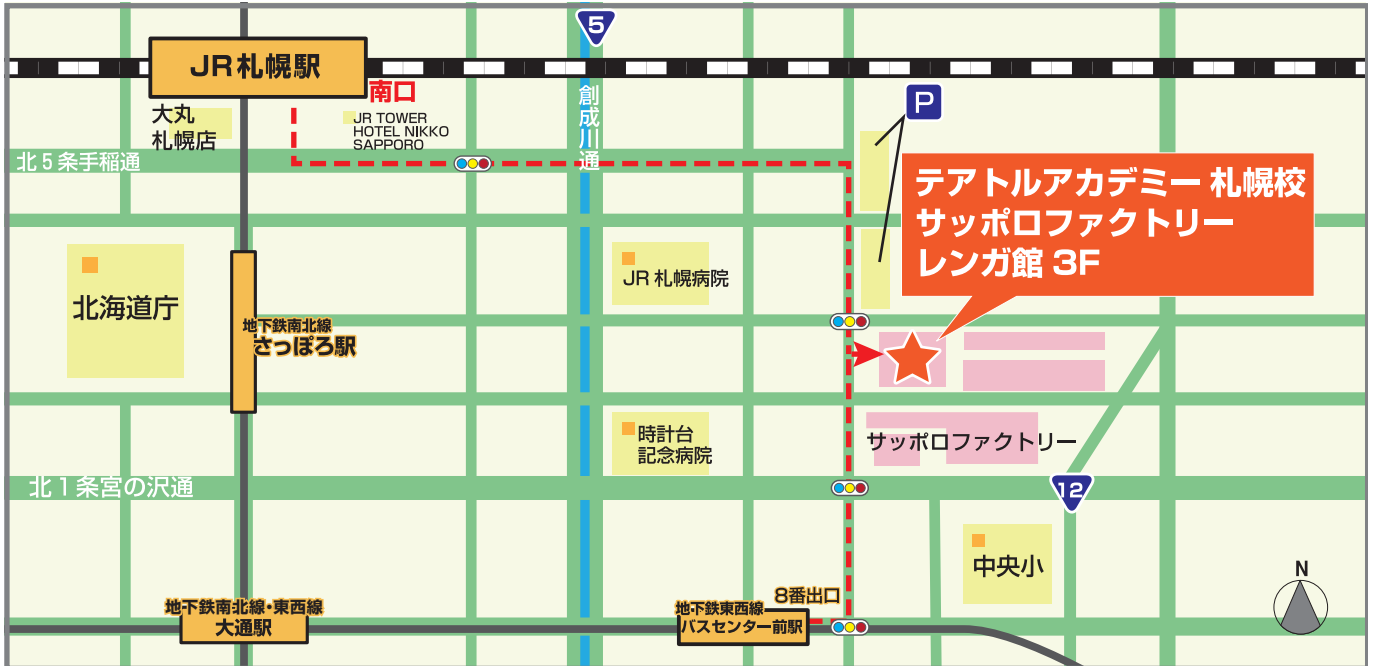 5
JR札幌駅
南口
大丸
札幌店
JR TOWER
HOTEL NIKKO
SAPPORO
創成川通
P
北5条手稲通
テアトルアカデミー 札幌校
サッポロファクトリー
レンガ館 3F
北海道庁
JR 札幌病院
地下鉄南北線
さっぽろ駅
時計台
記念病院
サッポロファクトリー
北1条宮の沢通
12
中央小
N
8番出口
地下鉄南北線・東西線
大通駅
地下鉄東西線
バスセンター前駅